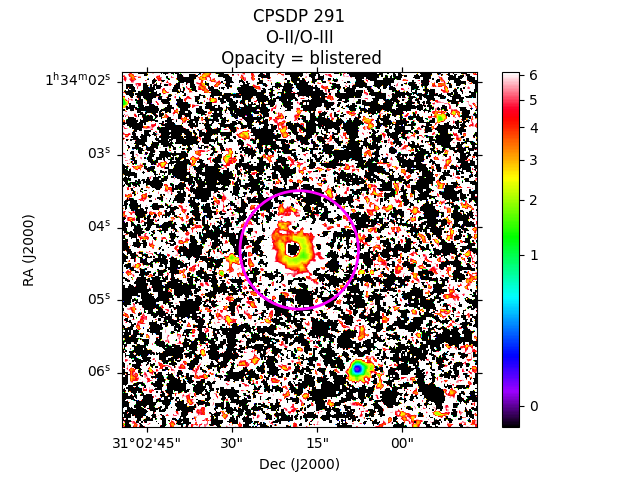 CPSDP 291
O-II/O-III
Opacity = blistered
1ʰ34ᵐ02ˢ
03ˢ
04ˢ
05ˢ
06ˢ
RA (J2000)
31°02'45" 30" 15" 00"
Dec (J2000)
6
5
4
3
2
1
0